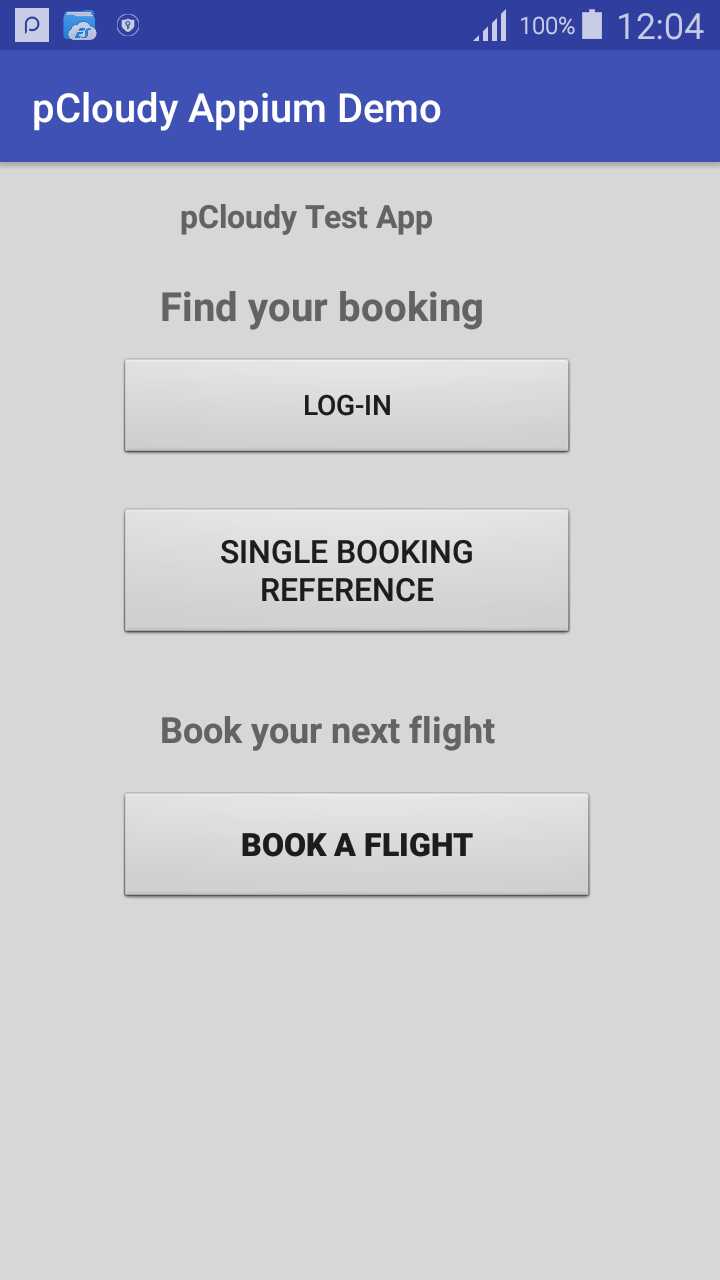 100% 12:04
pCloudy Appium Demo
pCloudy Test App
Find your booking
LOG-IN
SINGLE BOOKING
REFERENCE
Book your next flight
BOOK A FLIGHT